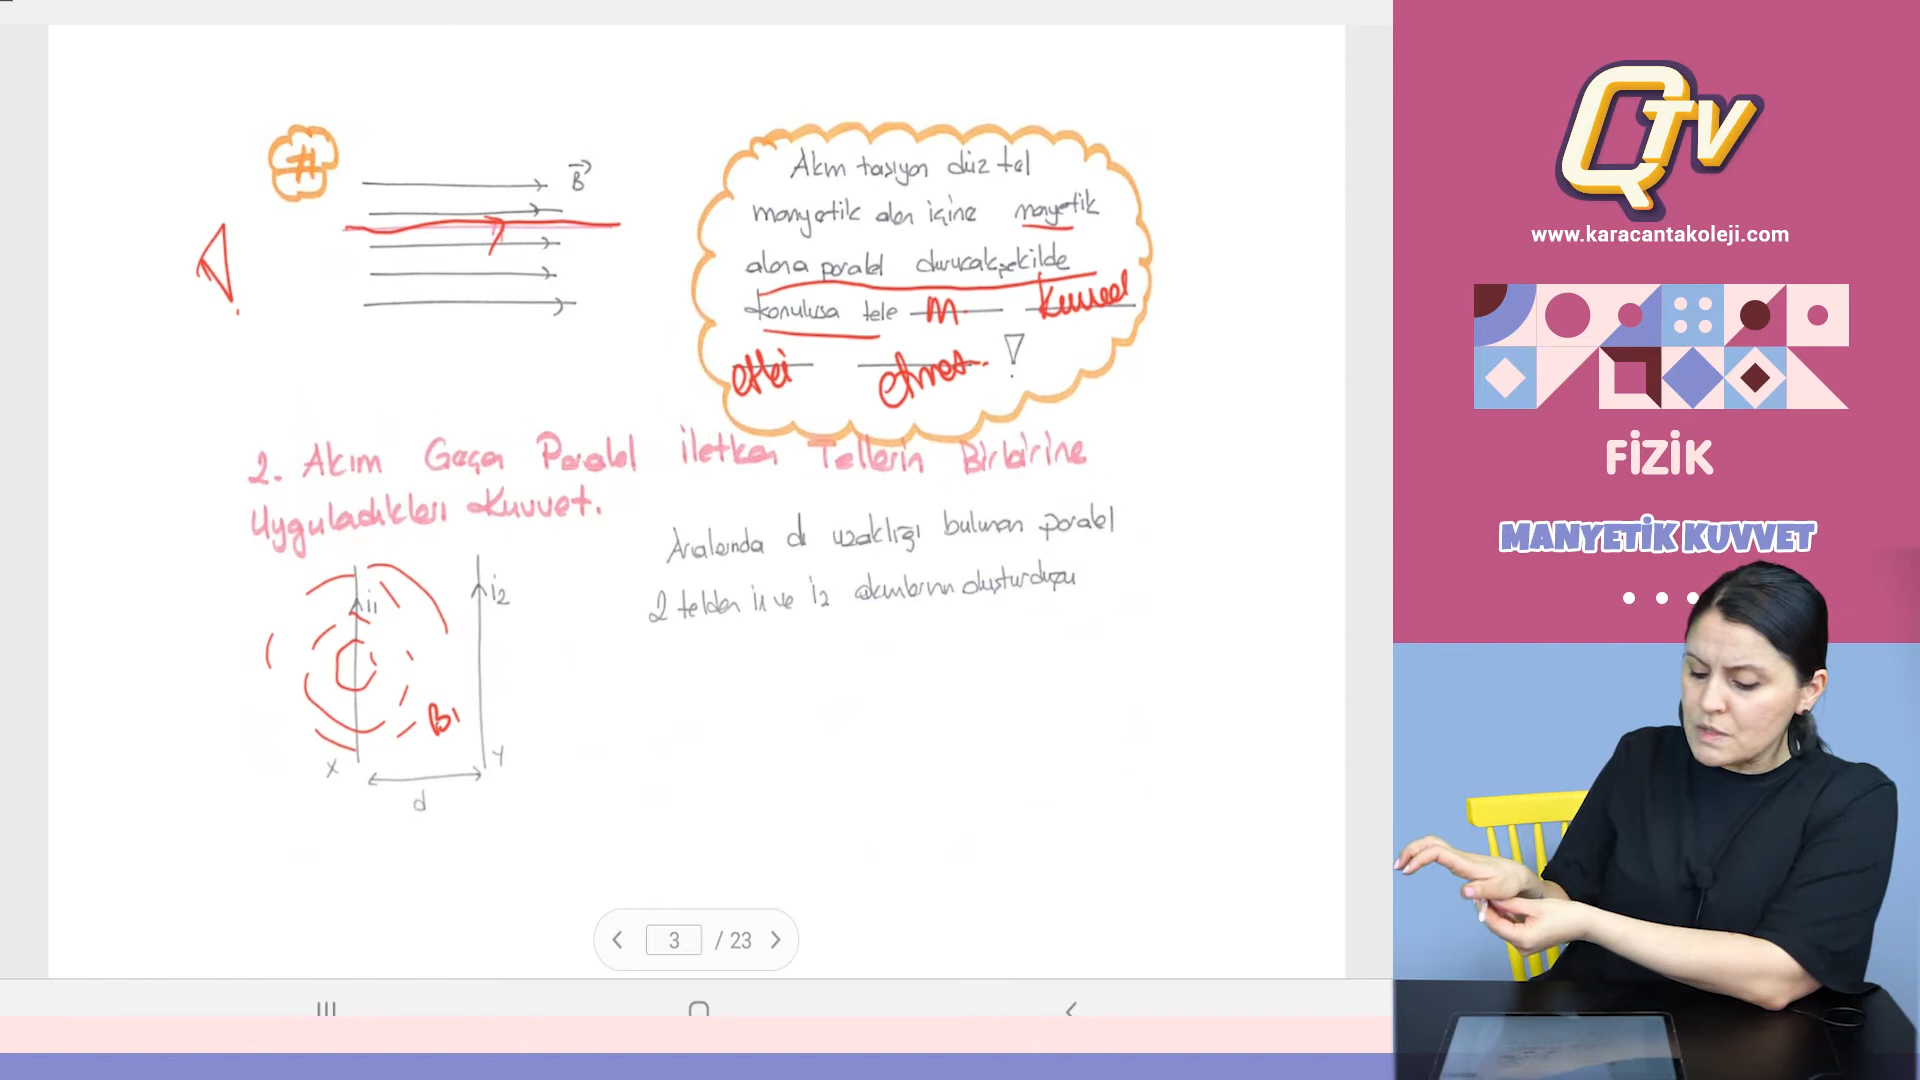 #
B
Akım taşıyan düz tel
manyetik alan içine manyetik
alana paralel duracak şekilde
konulursa tele M kuvvet
etki etmez !
2. Akım Geçen Paralel İletken Tellerin Birbirine
Uyguladıkları Kuvvet.
Aralarında d uzaklığı bulunan paralel
2 telden i1 ve i2 akımlarının oluşturduğu
i1
i2
B1
X
Y
d
3 / 23
QTV
www.karacantakoleji.com
FİZİK
MANYETİK KUVVET